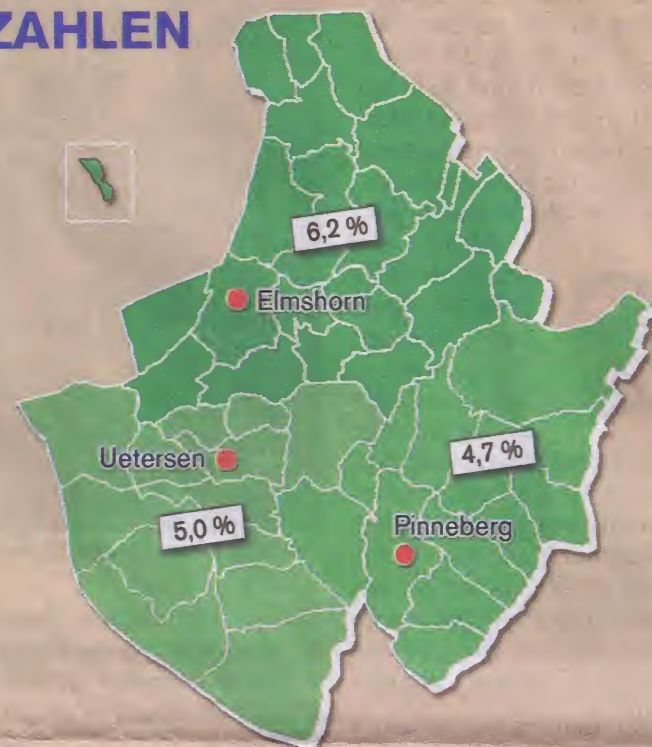 ZAHLEN
6,2 %
Elmshorn
Uetersen
4,7 %
5,0 %
Pinneberg